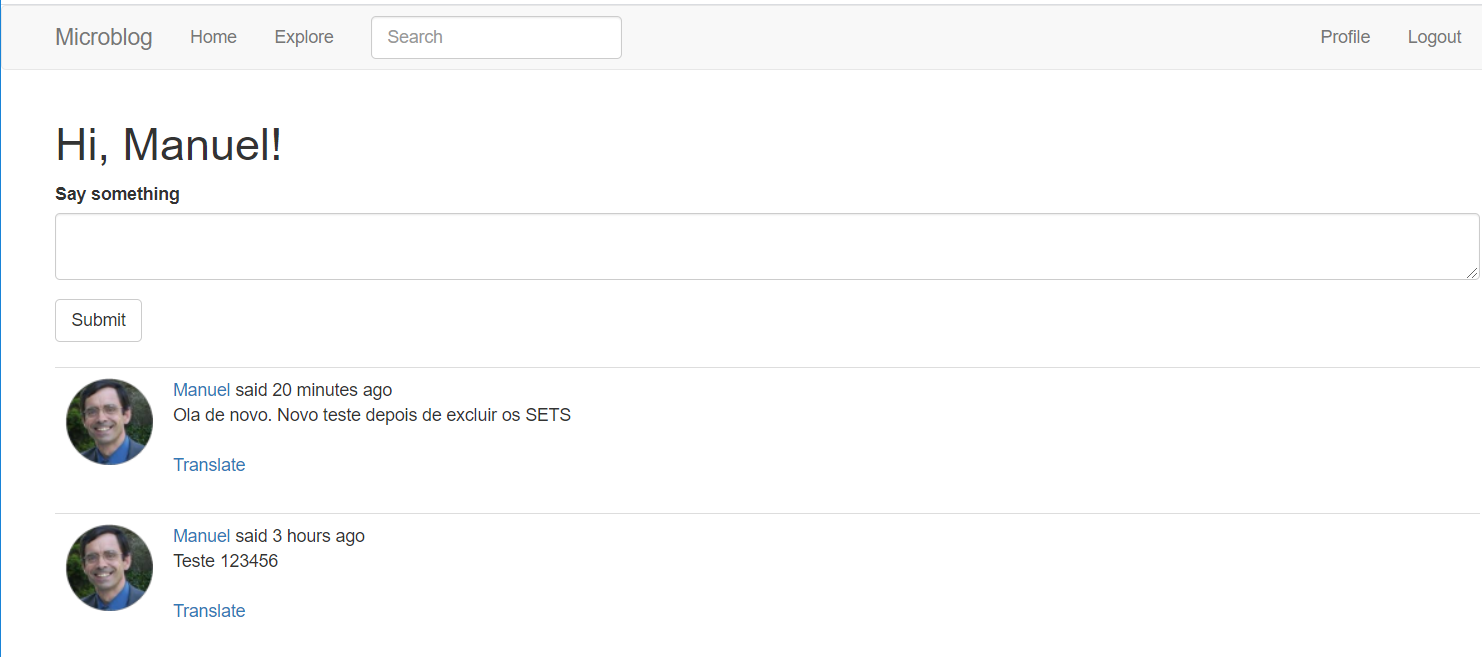 Microblog Home Explore Search Profile Logout
Hi, Manuel!
Say something
Submit
Manuel said 20 minutes ago
Ola de novo. Novo teste depois de excluir os SETS
Translate
Manuel said 3 hours ago
Teste 123456
Translate